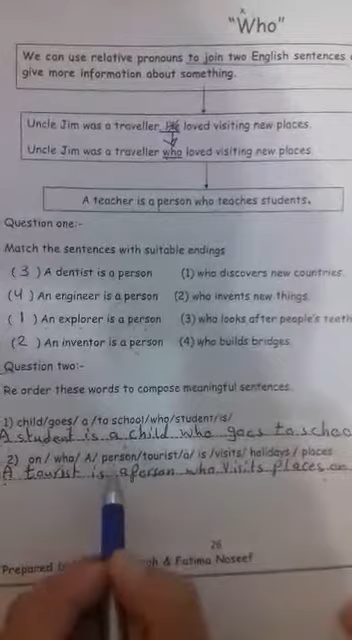 "Who"
We can use relative pronouns to join two English sentences
give more information about something.
Uncle Jim was a traveller. He loved visiting new places.
Uncle Jim was a traveller who loved visiting new places.
A teacher is a person who teaches students.
Question one:-
Match the sentences with suitable endings
(3) A dentist is a person (1) who discovers new countries.
(4) An engineer is a person (2) who invents new things.
(1) An explorer is a person (3) who looks after people's teeth
(2) An inventor is a person (4) who builds bridges.
Question two:-
Re order these words to compose meaningful sentences.
1) child/goes/ a /to school/who/student/is/
A student is a child who goes to schoo
2) on / who/ A/ person/tourist/a/ is /visits/ holidays / places
A tourist is a person who visits places on
26
Prepared & Fatima Naseef